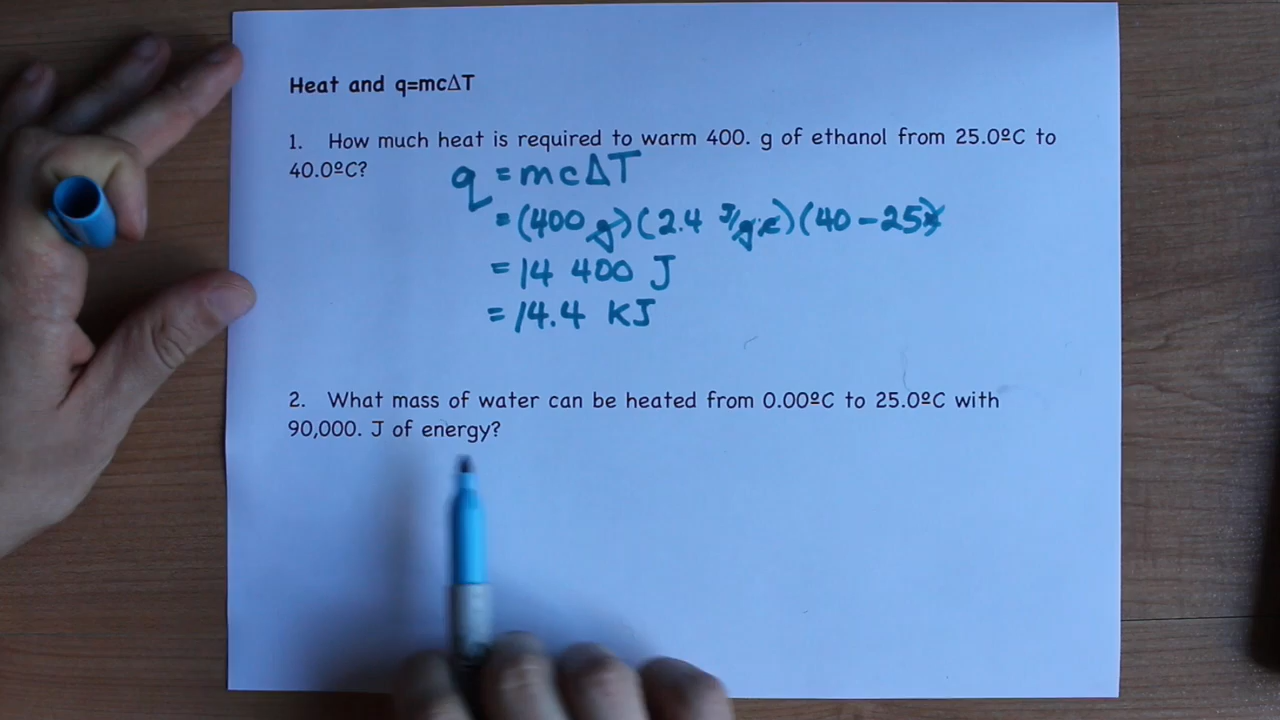 Heat and q=mcΔT
1. How much heat is required to warm 400. g of ethanol from 25.0ºC to
40.0ºC?
q = mcΔT
= (400 g)(2.4 J/g·c)(40 - 25)
= 14 400 J
= 14.4 KJ
2. What mass of water can be heated from 0.00ºC to 25.0ºC with
90,000. J of energy?